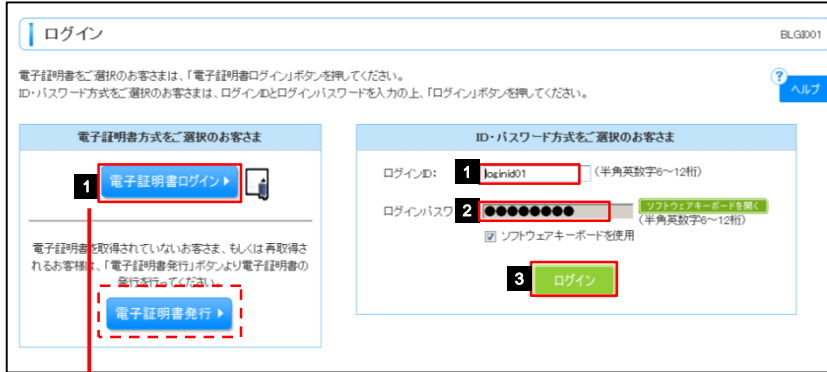 ログイン
BLGI001
電子証明書をご選択のお客さまは、「電子証明書ログイン」ボタンを押してください。
ID・パスワード方式をご選択のお客さまは、ログインIDとログインパスワードを入力の上、「ログイン」ボタンを押してください。
?
ヘルプ
電子証明書方式をご選択のお客さま
1
電子証明書ログイン
電子証明書を取得されていないお客さま、もしくは再取得さ
れるお客様は、「電子証明書発行」ボタンより電子証明書の
発行を行ってください。
電子証明書発行
ID・パスワード方式をご選択のお客さま
ログインID: 1 loginid01 (半角英数字6~12桁)
ログインパスワ 2 ●●●●●●●● ソフトウェアキーボードを開く
(半角英数字6~12桁)
ソフトウェアキーボードを使用
3 ログイン